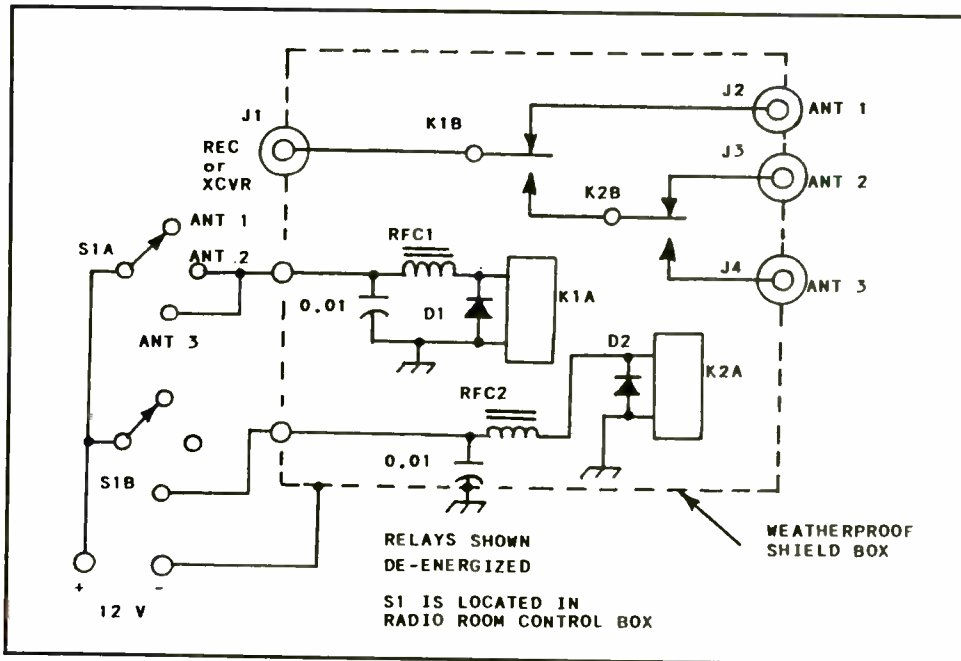 J1
REC
or
XCVR
K1B
J2
ANT 1
J3
ANT 2
K2B
J4
ANT 3
S1A
ANT 1
ANT 2
ANT 3
RFC1
0.01
D1
K1A
D2
K2A
RFC2
0.01
S1B
+
-
12 V
RELAYS SHOWN
DE-ENERGIZED
S1 IS LOCATED IN
RADIO ROOM CONTROL BOX
WEATHERPROOF
SHIELD BOX